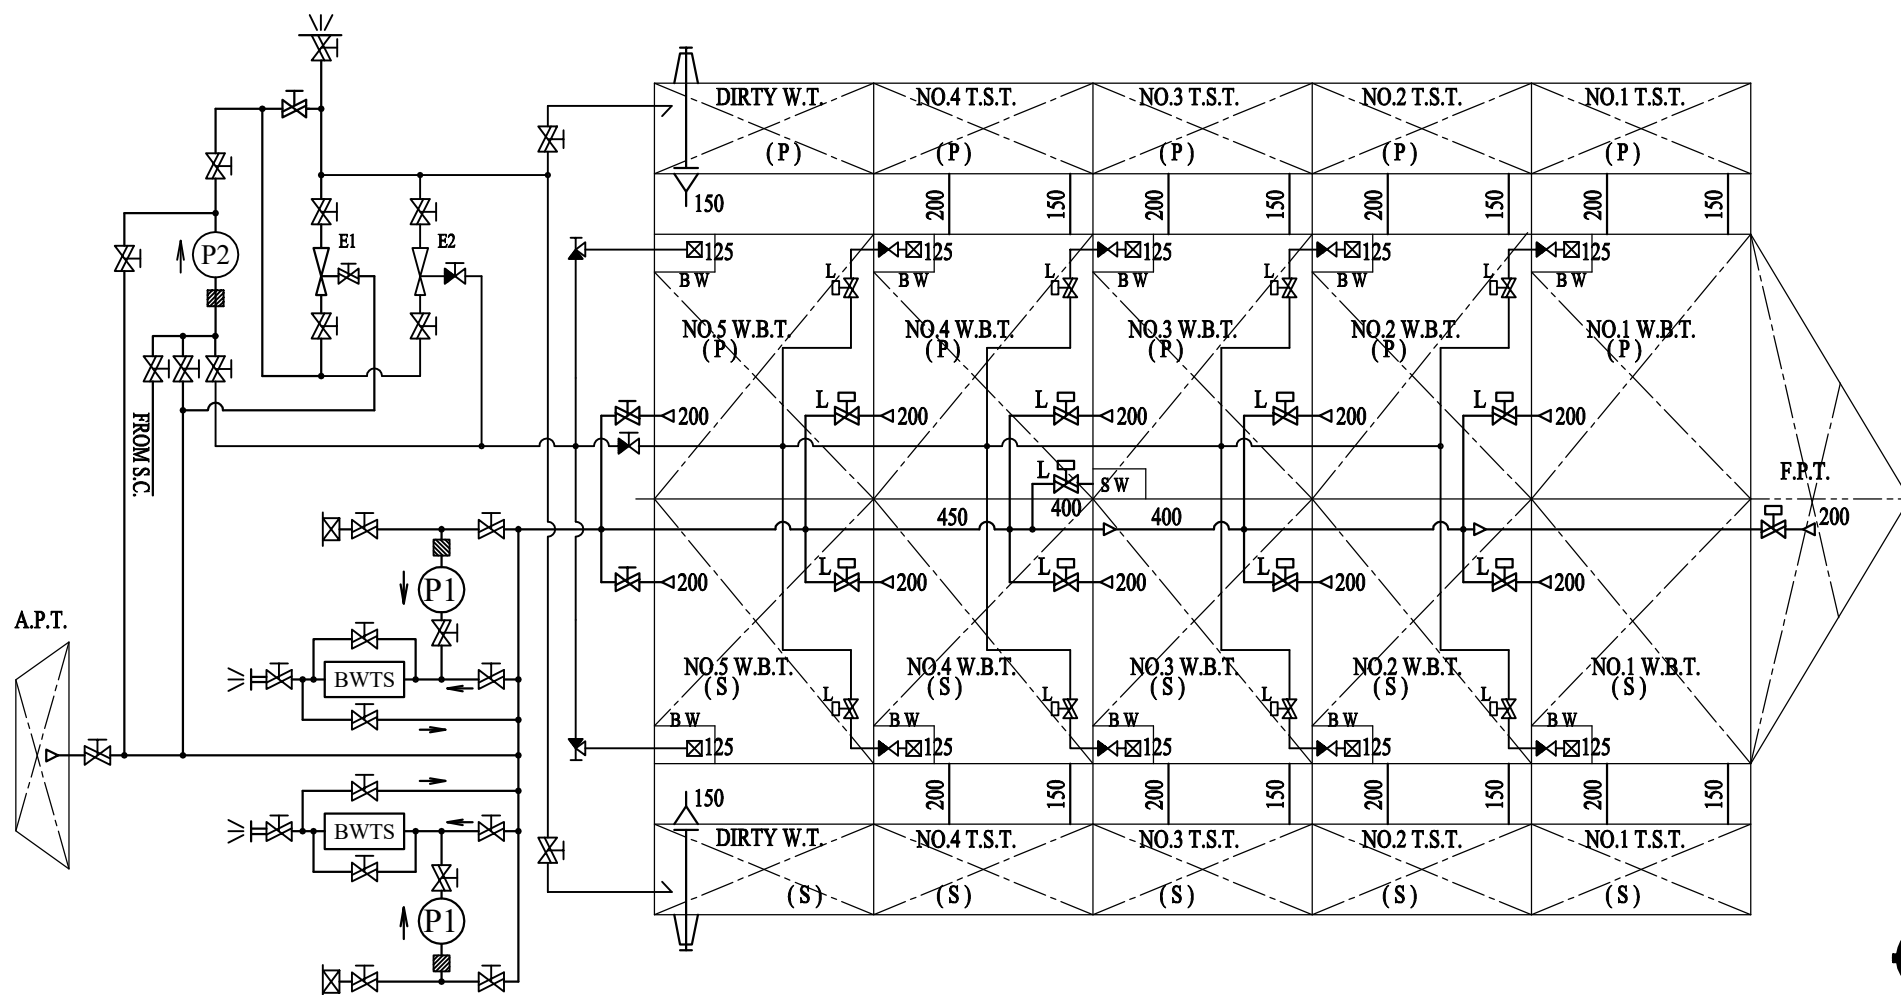 DIRTY W.T. NO.4 T.S.T. NO.3 T.S.T. NO.2 T.S.T. NO.1 T.S.T.
(P) (P) (P) (P) (P)
150 200 150 200 150 200 150 200 150
P2 E1 E2
125 125 125 125 125
BW BW BW BW BW
L L L L
NO.5 W.B.T. NO.4 W.B.T. NO.3 W.B.T. NO.2 W.B.T. NO.1 W.B.T.
(P) (P) (P) (P) (P)
L L L L
200 200 200 200 200
FROM S.C.
L SW F.P.T.
400
450 400 200
P1
L L L L
200 200 200 200 200
A.P.T.
BWTS
NO.5 W.B.T. NO.4 W.B.T. NO.3 W.B.T. NO.2 W.B.T. NO.1 W.B.T.
(S) (S) (S) (S) (S)
L L L L
BW BW BW BW BW
125 125 125 125 125
150 200 150 200 150 200 150 200 150
BWTS
DIRTY W.T. NO.4 T.S.T. NO.3 T.S.T. NO.2 T.S.T. NO.1 T.S.T.
(S) (S) (S) (S) (S)
P1